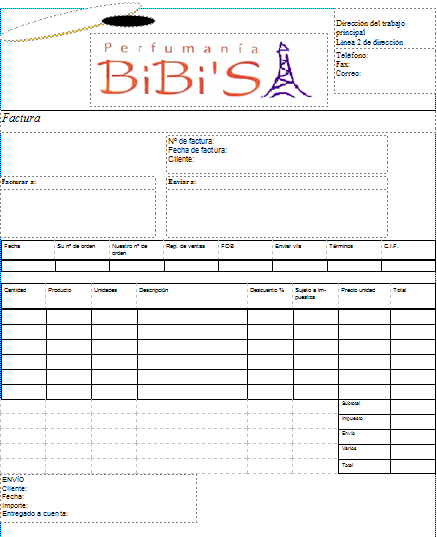 Dirección del trabajo
principal
Línea 2 de dirección
Teléfono:
Fax:
Correo:
Perfumanía
BiBi'S
Factura
Nº de factura:
Fecha de factura:
Cliente:
Facturar a:
Enviar a:
Fecha Su nº de orden Nuestro nº de orden Rep. de ventas FOB Enviar vía Términos C.I.F.
Cantidad Producto Unidades Descripción Descuento % Sujeto a im-
puestos Precio unidad Total
Subtotal
Impuesto
Envío
Varios
Total
ENVÍO
Cliente:
Fecha:
Importe:
Entregado a cuenta: